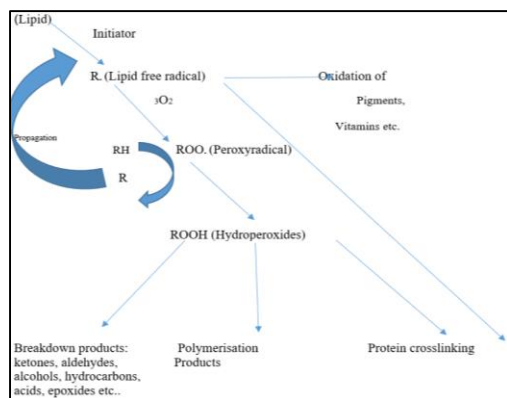 (Lipid)
Initiator
R. (Lipid free radical)
Oxidation of
₃O₂
Pigments,
Vitamins etc.
Propagation
RH
ROO. (Peroxyradical)
R
ROOH (Hydroperoxides)
Breakdown products:
ketones, aldehydes,
alcohols, hydrocarbons,
acids, epoxides etc..
Polymerisation
Products
Protein crosslinking